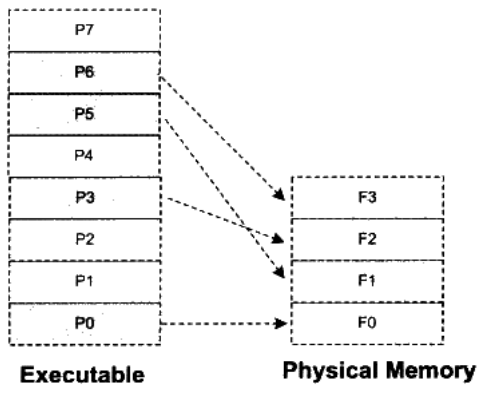 P7
P6
P5
P4
P3
P2
P1
P0
Executable
F3
F2
F1
F0
Physical Memory